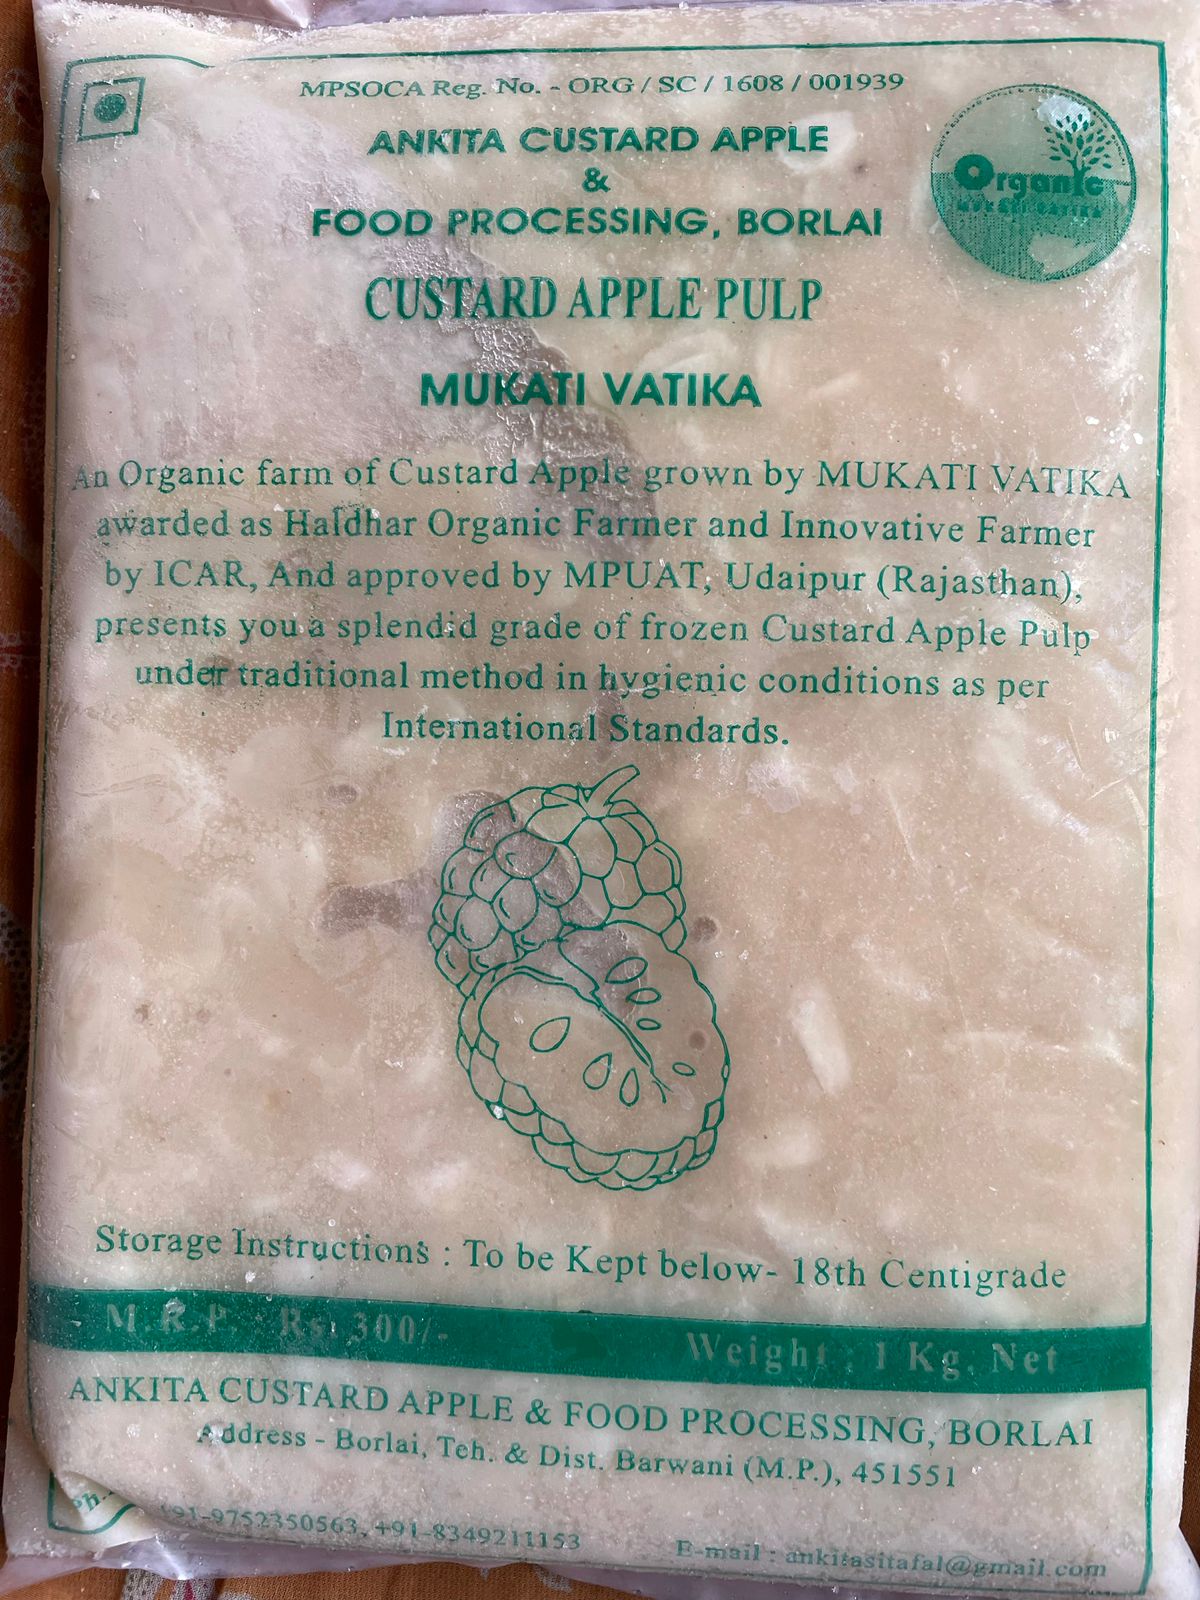 MPSOCA Reg. No. - ORG / SC / 1608 / 001939
ANKITA CUSTARD APPLE
&
FOOD PROCESSING, BORLAI
Organic
MUKATI VATIKA
CUSTARD APPLE PULP
MUKATI VATIKA
An Organic farm of Custard Apple grown by MUKATI VATIKA
awarded as Haldhar Organic Farmer and Innovative Farmer
by ICAR, And approved by MPUAT, Udaipur (Rajasthan),
presents you a splendid grade of frozen Custard Apple Pulp
under traditional method in hygienic conditions as per
International Standards.
Storage Instructions : To be Kept below- 18th Centigrade
M.R.P. : Rs. 300/- Weight : 1 Kg. Net
ANKITA CUSTARD APPLE & FOOD PROCESSING, BORLAI
Address - Borlai, Teh. & Dist. Barwani (M.P.), 451551
Ph. 91-9752350563, +91-8349211153 E-mail : ankitasitafal@gmail.com